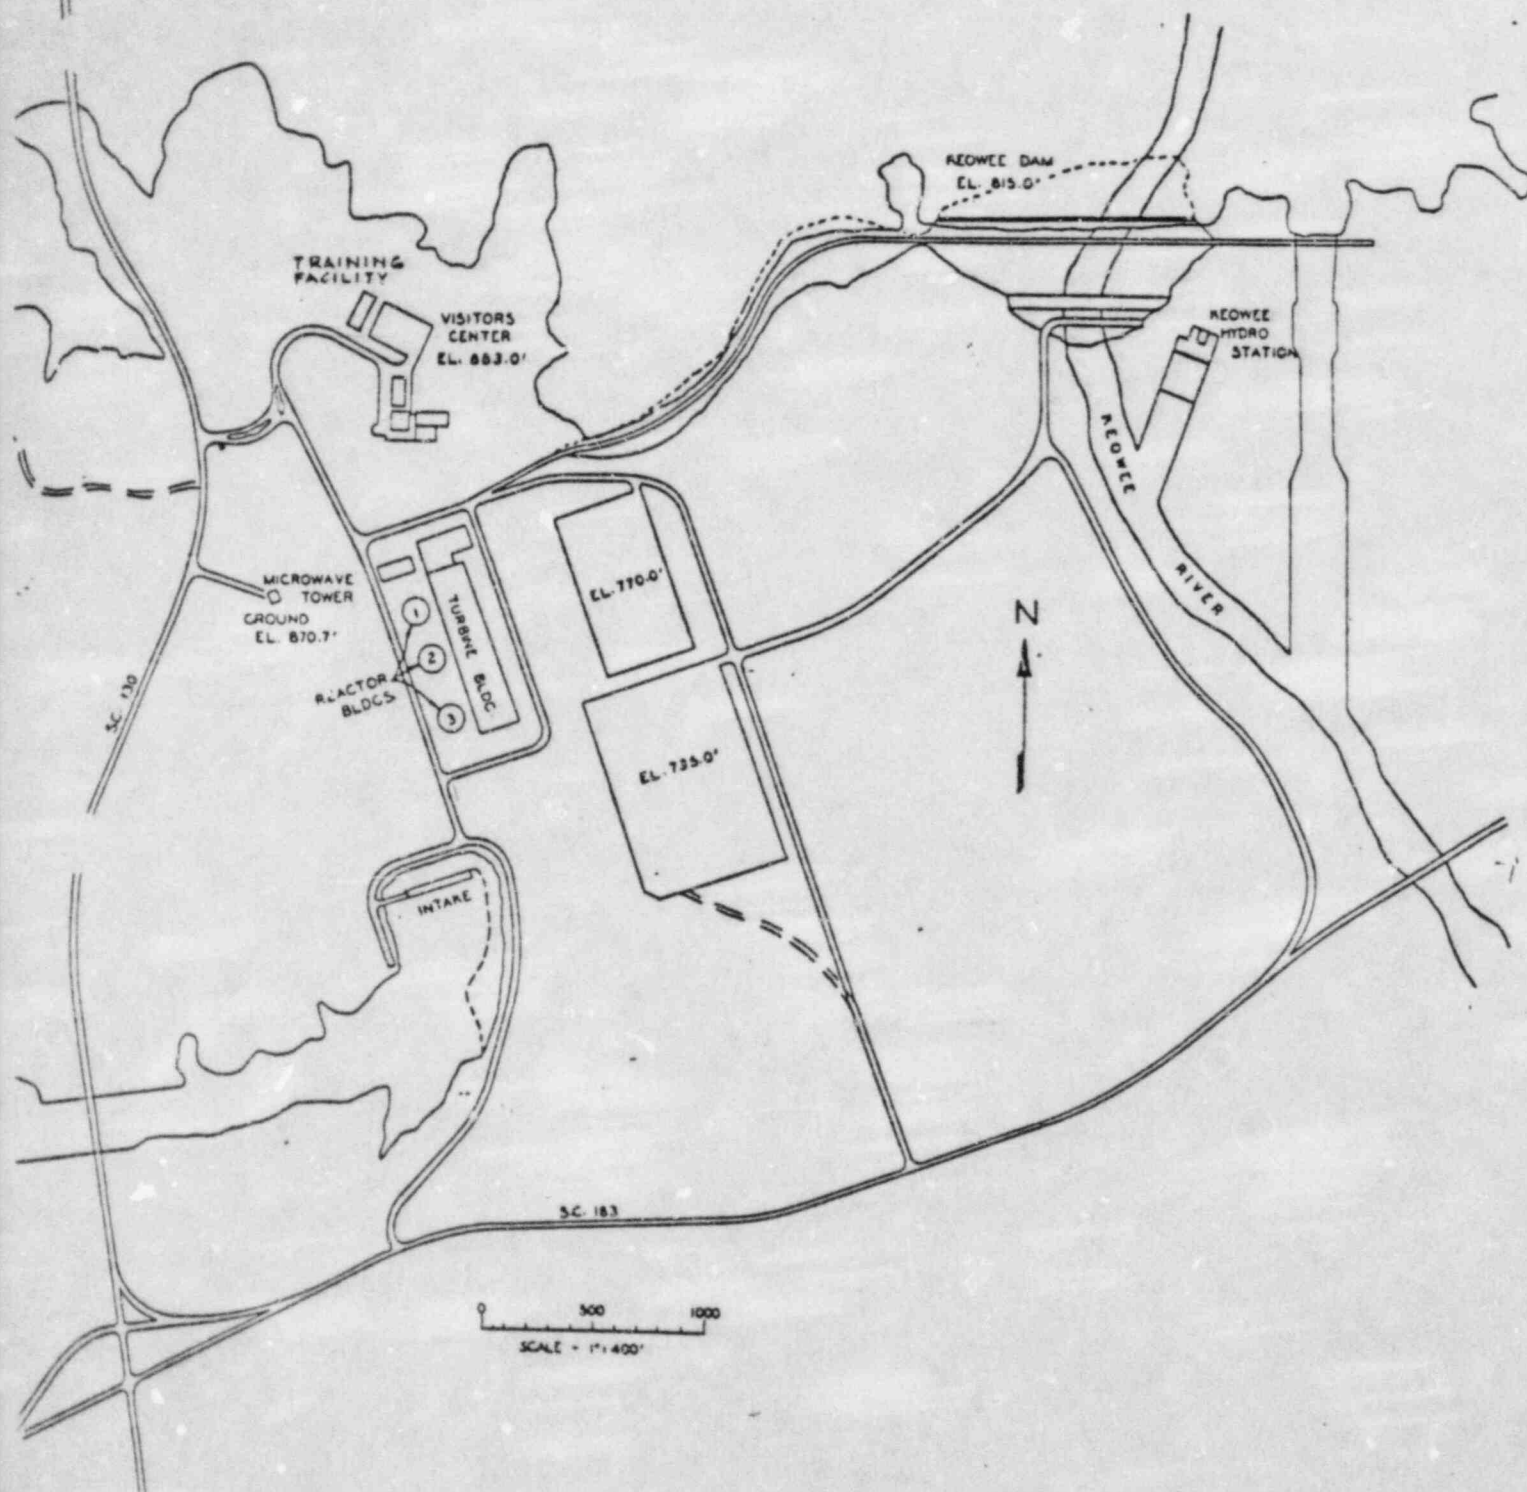 KEOWEE DAM
EL. 815.0'
TRAINING
FACILITY
VISITORS
CENTER
EL. 883.0'
KEOWEE
HYDRO
STATION
KEOWEE
RIVER
MICROWAVE
TOWER
GROUND
EL. 870.7'
EL. 770.0'
TURBINE BLDG.
1
2
3
REACTOR
BLDGS.
N
S.C. 130
EL. 735.0'
INTAKE
S.C. 183
0 500 1000
SCALE - 1"=400'